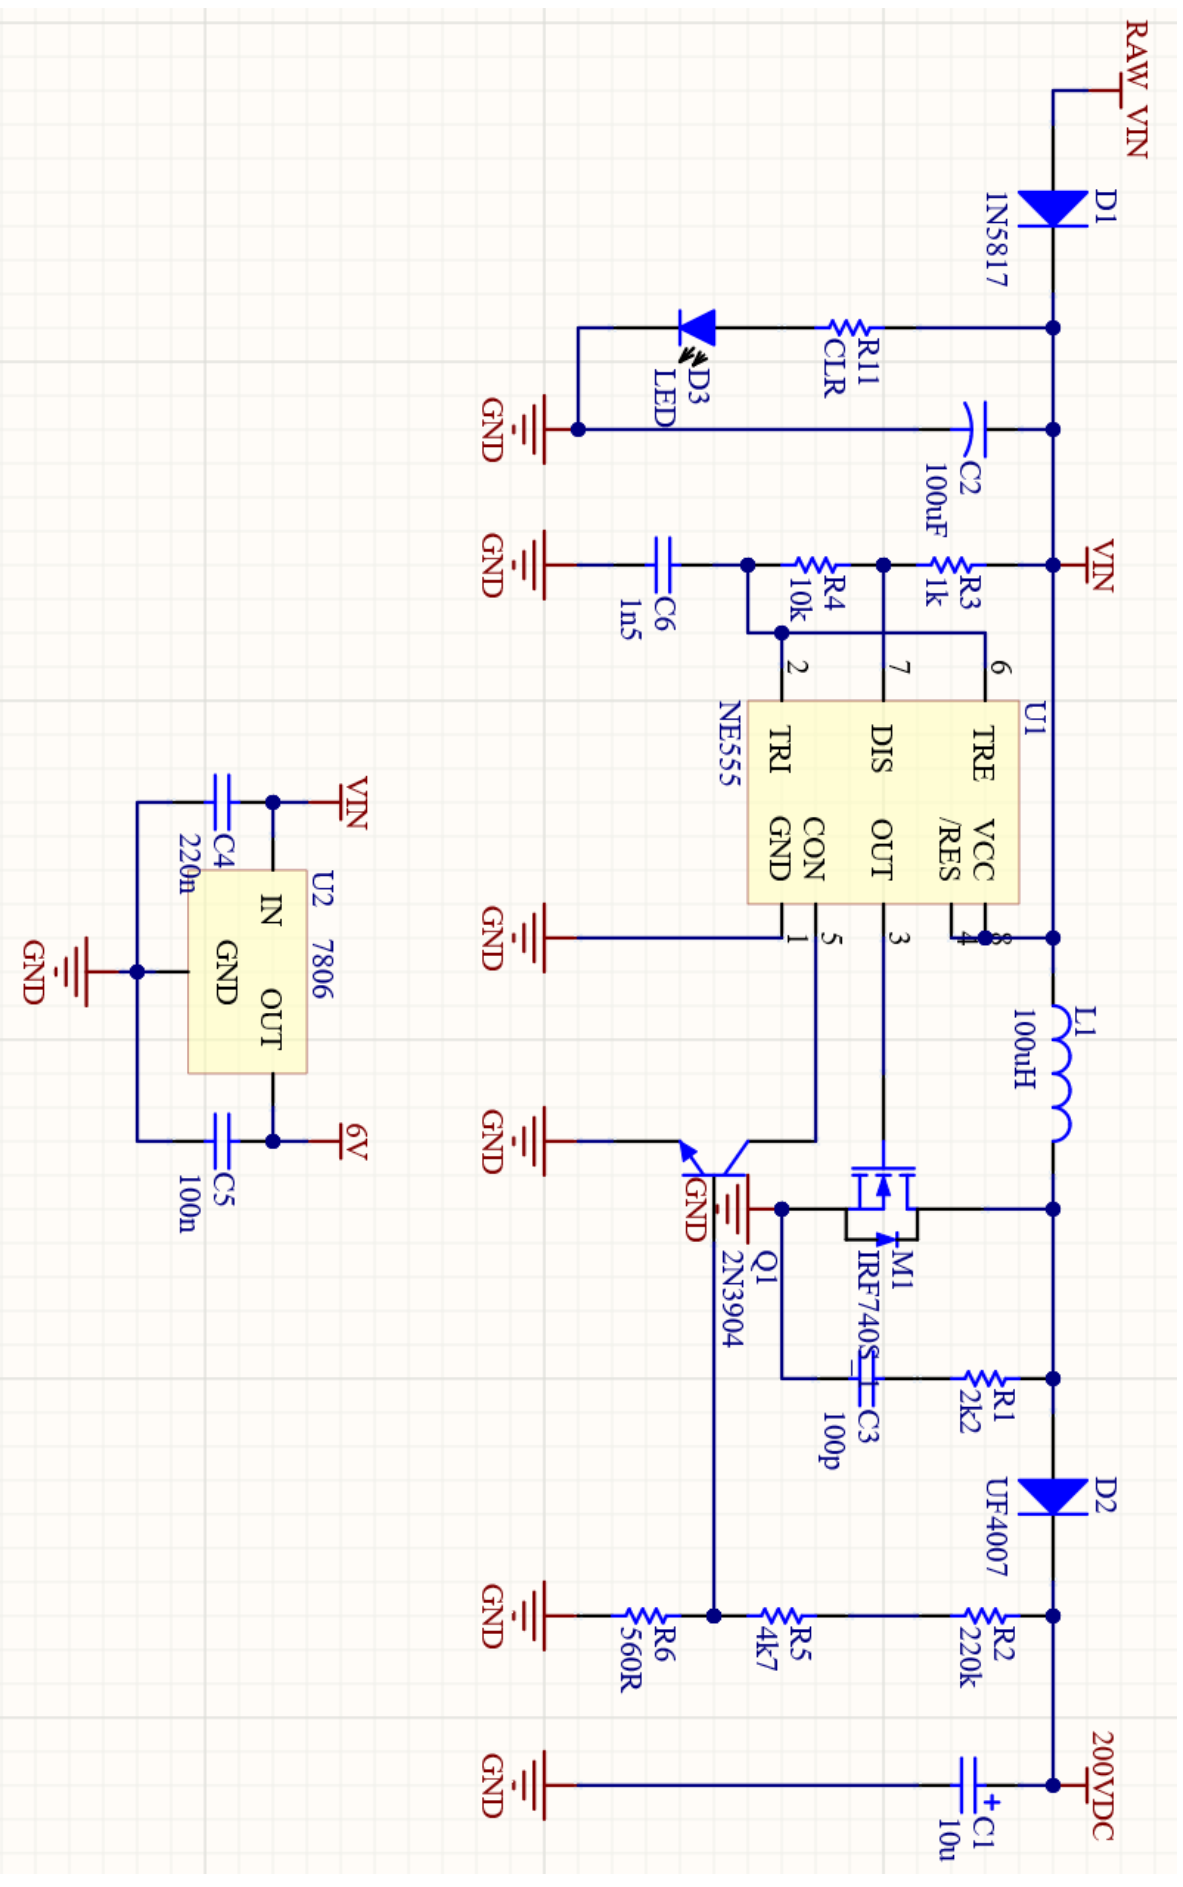 RAW_VIN
D1
1N5817
R11
CLR
D3
LED
GND
C2
100uF
VIN
R3
1k
R4
10k
C6
1n5
GND
U1
NE555
6
7
2
TRE
DIS
TRI
VCC
/RES
OUT
CON
GND
8
4
3
5
1
GND
L1
100uH
M1
IRF740S_1
GND
Q1
2N3904
GND
R1
2k2
C3
100p
D2
UF4007
R2
220k
R5
4k7
R6
560R
GND
200VDC
C1
+
10u
GND
VIN
C4
220n
U2
7806
IN
GND
OUT
GND
6V
C5
100n